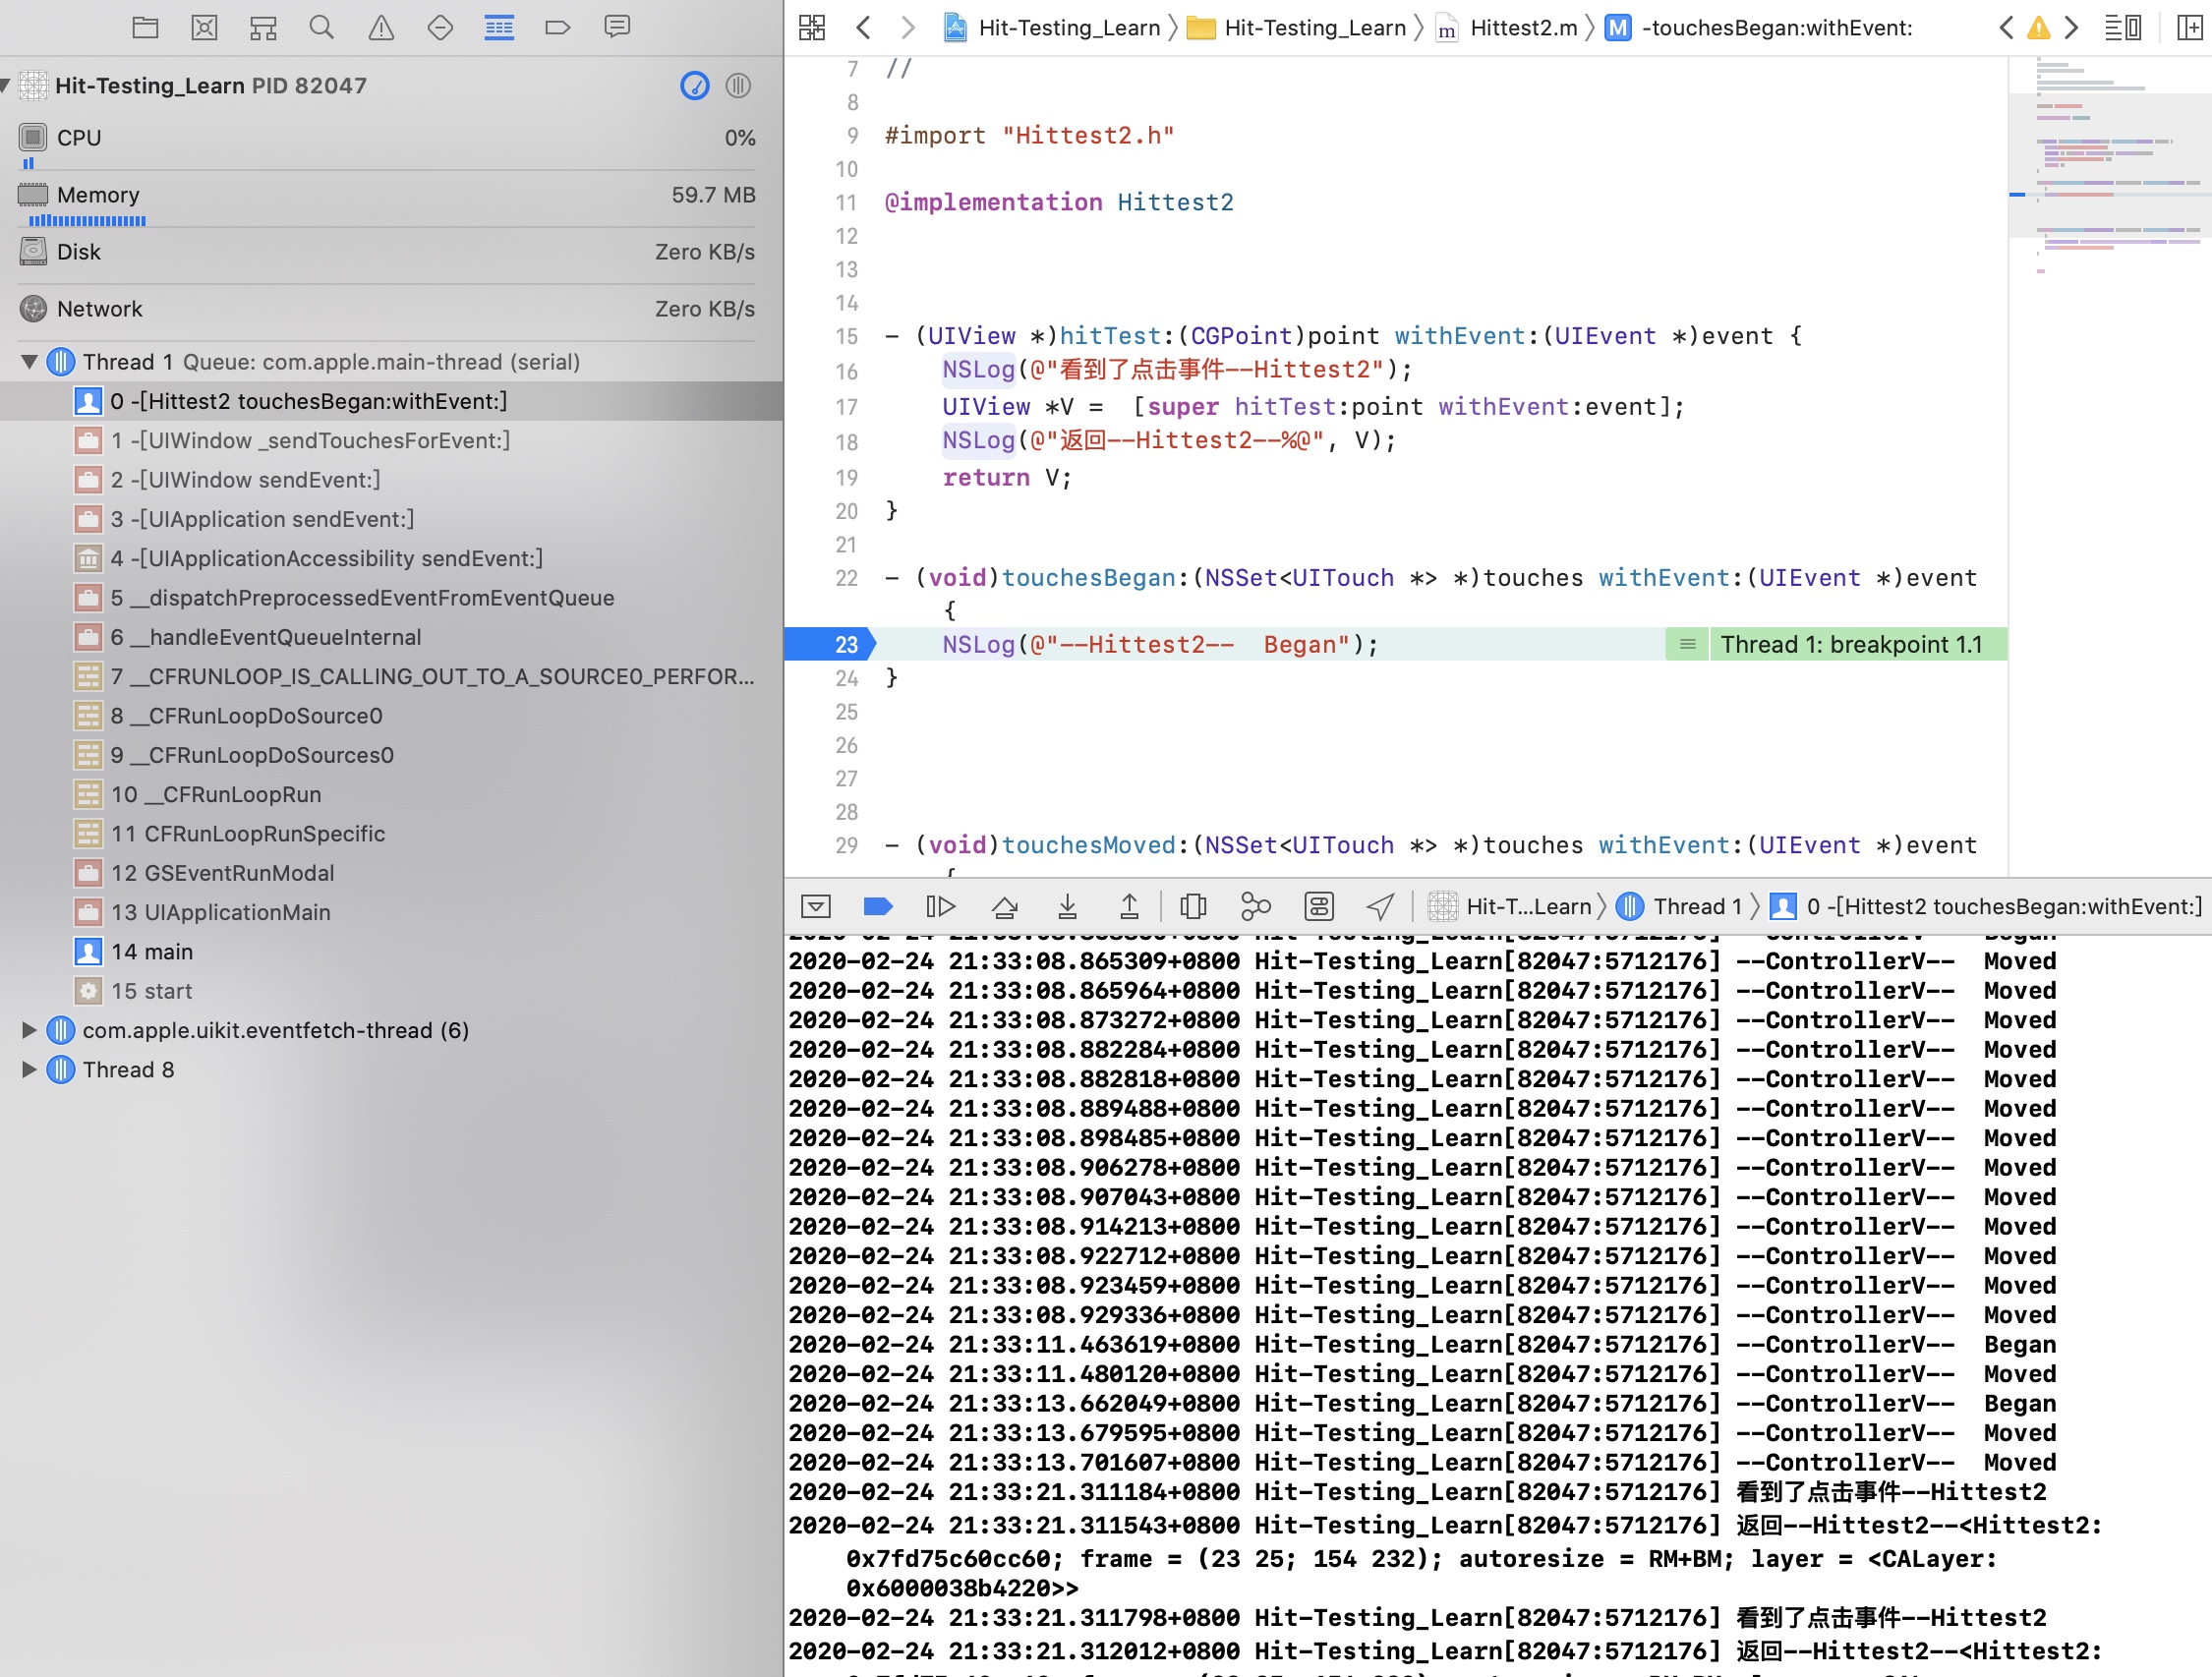 Hit-Testing_Learn PID 82047
CPU 0%
Memory 59.7 MB
Disk Zero KB/s
Network Zero KB/s
Thread 1 Queue: com.apple.main-thread (serial)
0 -[Hittest2 touchesBegan:withEvent:]
1 -[UIWindow _sendTouchesForEvent:]
2 -[UIWindow sendEvent:]
3 -[UIApplication sendEvent:]
4 -[UIApplicationAccessibility sendEvent:]
5 __dispatchPreprocessedEventFromEventQueue
6 __handleEventQueueInternal
7 __CFRUNLOOP_IS_CALLING_OUT_TO_A_SOURCE0_PERFOR...
8 __CFRunLoopDoSource0
9 __CFRunLoopDoSources0
10 __CFRunLoopRun
11 CFRunLoopRunSpecific
12 GSEventRunModal
13 UIApplicationMain
14 main
15 start
com.apple.uikit.eventfetch-thread (6)
Thread 8
Hit-Testing_Learn Hit-Testing_Learn m Hittest2.m M -touchesBegan:withEvent:
7 //
8
9 #import "Hittest2.h"
10
11 @implementation Hittest2
12
13
14
15 - (UIView *)hitTest:(CGPoint)point withEvent:(UIEvent *)event {
16 NSLog(@"看到了点击事件--Hittest2");
17 UIView *V =  [super hitTest:point withEvent:event];
18 NSLog(@"返回--Hittest2--%@", V);
19 return V;
20 }
21
22 - (void)touchesBegan:(NSSet<UITouch *> *)touches withEvent:(UIEvent *)event
{
23 NSLog(@"--Hittest2--  Began"); Thread 1: breakpoint 1.1
24 }
25
26
27
28
29 - (void)touchesMoved:(NSSet<UITouch *> *)touches withEvent:(UIEvent *)event
{
Hit-T...Learn Thread 1 0 -[Hittest2 touchesBegan:withEvent:]
2020-02-24 21:33:08.865309+0800 Hit-Testing_Learn[82047:5712176] --ControllerV--  Moved
2020-02-24 21:33:08.865964+0800 Hit-Testing_Learn[82047:5712176] --ControllerV--  Moved
2020-02-24 21:33:08.873272+0800 Hit-Testing_Learn[82047:5712176] --ControllerV--  Moved
2020-02-24 21:33:08.882284+0800 Hit-Testing_Learn[82047:5712176] --ControllerV--  Moved
2020-02-24 21:33:08.882818+0800 Hit-Testing_Learn[82047:5712176] --ControllerV--  Moved
2020-02-24 21:33:08.889488+0800 Hit-Testing_Learn[82047:5712176] --ControllerV--  Moved
2020-02-24 21:33:08.898485+0800 Hit-Testing_Learn[82047:5712176] --ControllerV--  Moved
2020-02-24 21:33:08.906278+0800 Hit-Testing_Learn[82047:5712176] --ControllerV--  Moved
2020-02-24 21:33:08.907043+0800 Hit-Testing_Learn[82047:5712176] --ControllerV--  Moved
2020-02-24 21:33:08.914213+0800 Hit-Testing_Learn[82047:5712176] --ControllerV--  Moved
2020-02-24 21:33:08.922712+0800 Hit-Testing_Learn[82047:5712176] --ControllerV--  Moved
2020-02-24 21:33:08.923459+0800 Hit-Testing_Learn[82047:5712176] --ControllerV--  Moved
2020-02-24 21:33:08.929336+0800 Hit-Testing_Learn[82047:5712176] --ControllerV--  Moved
2020-02-24 21:33:11.463619+0800 Hit-Testing_Learn[82047:5712176] --ControllerV--  Began
2020-02-24 21:33:11.480120+0800 Hit-Testing_Learn[82047:5712176] --ControllerV--  Moved
2020-02-24 21:33:13.662049+0800 Hit-Testing_Learn[82047:5712176] --ControllerV--  Began
2020-02-24 21:33:13.679595+0800 Hit-Testing_Learn[82047:5712176] --ControllerV--  Moved
2020-02-24 21:33:13.701607+0800 Hit-Testing_Learn[82047:5712176] --ControllerV--  Moved
2020-02-24 21:33:21.311184+0800 Hit-Testing_Learn[82047:5712176] 看到了点击事件--Hittest2
2020-02-24 21:33:21.311543+0800 Hit-Testing_Learn[82047:5712176] 返回--Hittest2--<Hittest2:
0x7fd75c60cc60; frame = (23 25; 154 232); autoresize = RM+BM; layer = <CALayer:
0x6000038b4220>>
2020-02-24 21:33:21.311798+0800 Hit-Testing_Learn[82047:5712176] 看到了点击事件--Hittest2
2020-02-24 21:33:21.312012+0800 Hit-Testing_Learn[82047:5712176] 返回--Hittest2--<Hittest2: